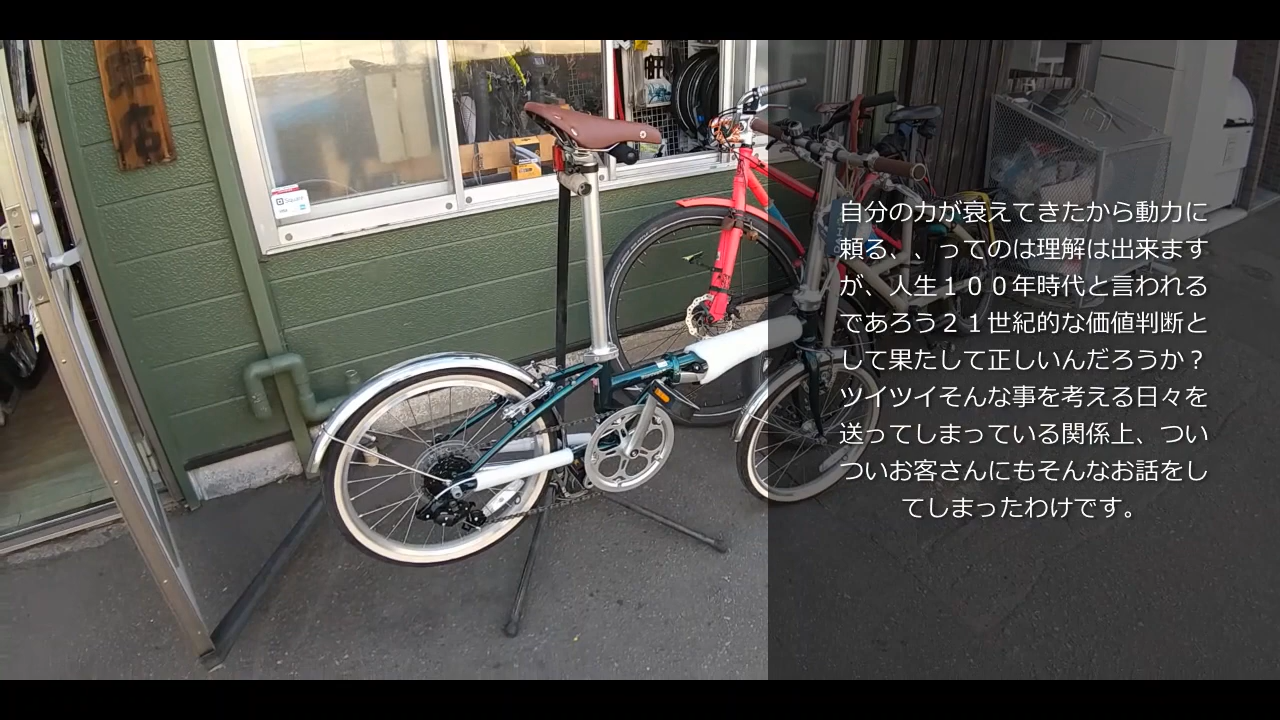 店
Square
自分の力が衰えてきたから動力に
頼る、、ってのは理解は出来ます
が、人生１００年時代と言われる
であろう２１世紀的な価値判断と
して果たして正しいんだろうか？
ツイツイそんな事を考える日々を
送ってしまっている関係上、つい
ついお客さんにもそんなお話をし
てしまったわけです。